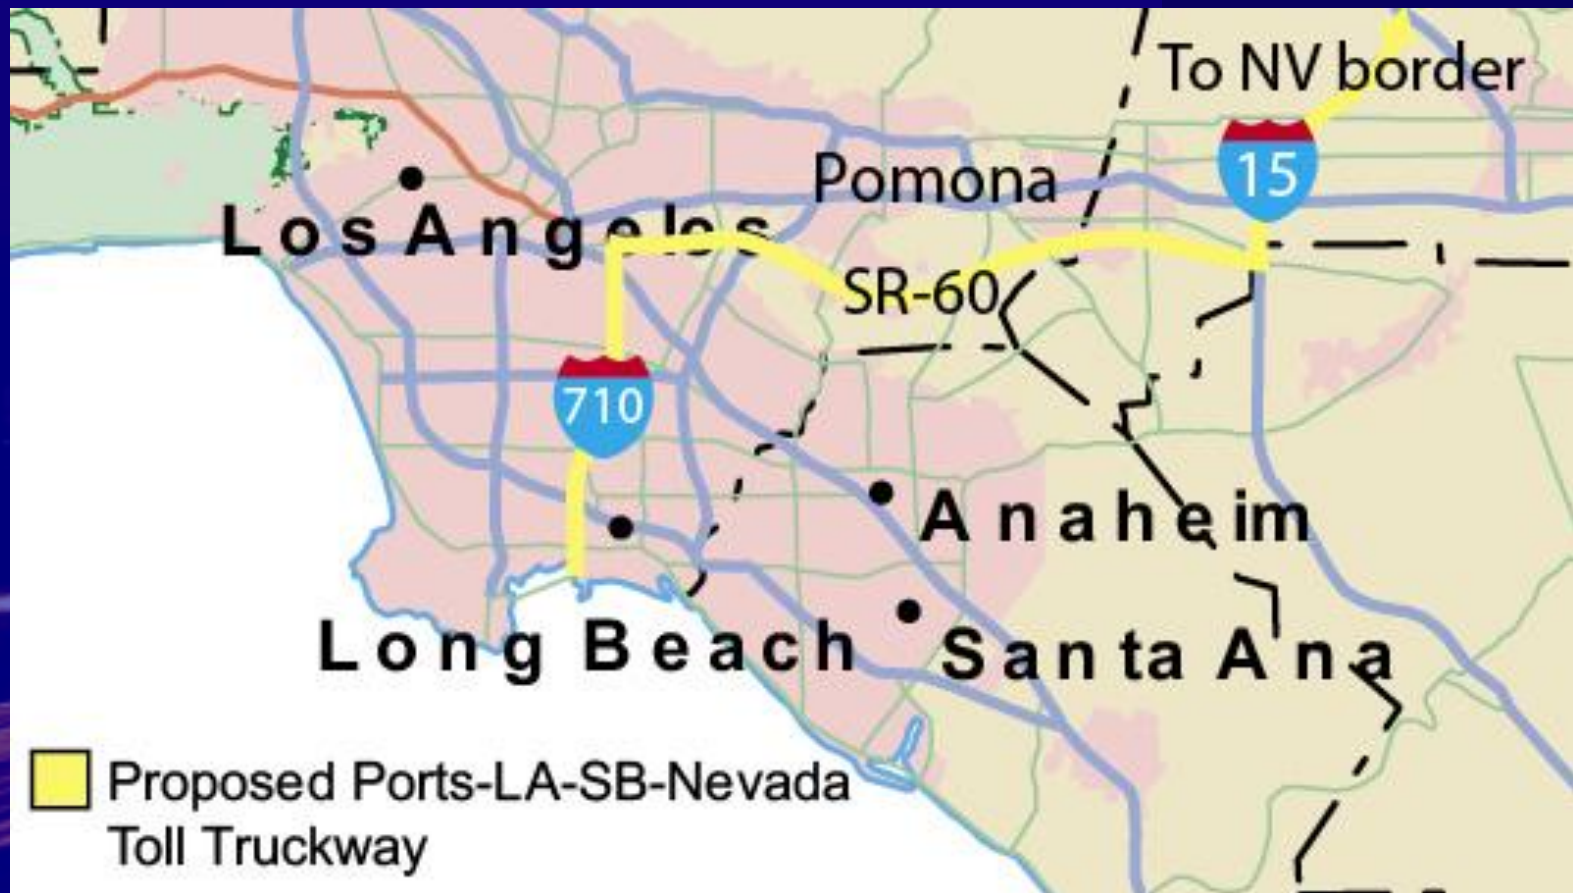 To NV border
15
Pomona
Los Angeles
SR-60
710
Anaheim
Long Beach
Santa Ana
Proposed Ports-LA-SB-Nevada
Toll Truckway